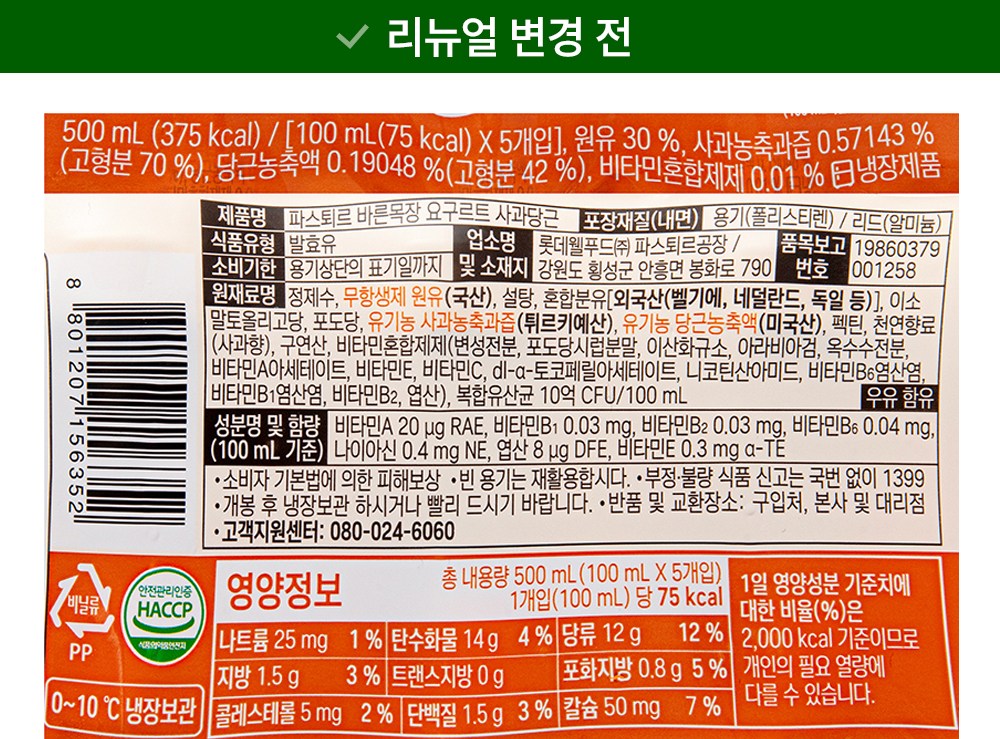 리뉴얼 변경 전
500 mL (375 kcal) / [100 mL(75 kcal) X 5개입], 원유 30 %, 사과농축과즙 0.57143 %
(고형분 70 %), 당근농축액 0.19048 %(고형분 42 %), 비타민혼합제제 0.01 % 냉장제품
제품명 파스퇴르 바른목장 요구르트 사과당근 포장재질(내면) 용기(폴리스티렌) / 리드(알미늄)
식품유형 발효유 업소명 롯데웰푸드㈜ 파스퇴르공장 / 품목보고 19860379
소비기한 용기상단의 표기일까지 및 소재지 강원도 횡성군 안흥면 봉화로 790 번호 001258
원재료명 정제수, 무항생제 원유(국산), 설탕, 혼합분유[외국산(벨기에, 네덜란드, 독일 등)], 이소
말토올리고당, 포도당, 유기농 사과농축과즙(튀르키예산), 유기농 당근농축액(미국산), 펙틴, 천연향료
(사과향), 구연산, 비타민혼합제제(변성전분, 포도당시럽분말, 이산화규소, 아라비아검, 옥수수전분,
비타민A아세테이트, 비타민E, 비타민C, dl-α-토코페릴아세테이트, 니코틴산아미드, 비타민B6염산염,
비타민B1염산염, 비타민B2, 엽산), 복합유산균 10억 CFU/100 mL 우유 함유
성분명 및 함량 비타민A 20 μg RAE, 비타민B1 0.03 mg, 비타민B2 0.03 mg, 비타민B6 0.04 mg,
(100 mL 기준) 나이아신 0.4 mg NE, 엽산 8 μg DFE, 비타민E 0.3 mg α-TE
•소비자 기본법에 의한 피해보상 •빈 용기는 재활용합시다. •부정·불량 식품 신고는 국번 없이 1399
•개봉 후 냉장보관 하시거나 빨리 드시기 바랍니다. •반품 및 교환장소: 구입처, 본사 및 대리점
•고객지원센터: 080-024-6060
8 801207 156352
비닐류
PP
안전관리인증
HACCP
식품의약품안전처
0~10 ℃ 냉장보관
영양정보 총 내용량 500 mL (100 mL X 5개입)
1개입(100 mL) 당 75 kcal
나트륨 25 mg 1 % 탄수화물 14 g 4 % 당류 12 g 12 %
지방 1.5 g 3 % 트랜스지방 0 g 포화지방 0.8 g 5 %
콜레스테롤 5 mg 2 % 단백질 1.5 g 3 % 칼슘 50 mg 7 %
1일 영양성분 기준치에
대한 비율(%)은
2,000 kcal 기준이므로
개인의 필요 열량에
다를 수 있습니다.